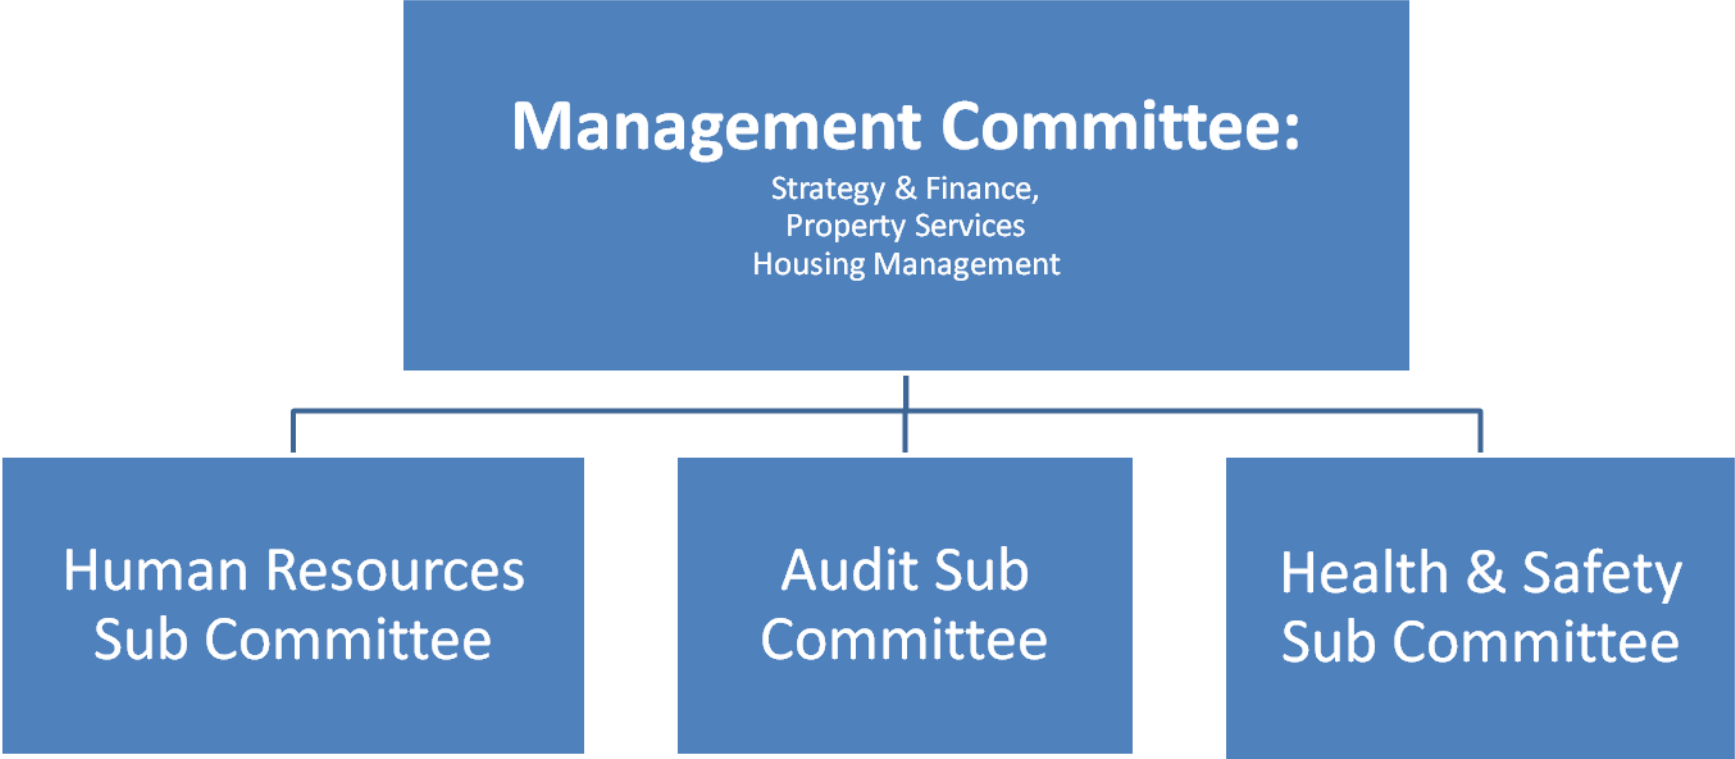 Management Committee:
Strategy & Finance,
Property Services
Housing Management
Human Resources
Sub Committee
Audit Sub
Committee
Health & Safety
Sub Committee